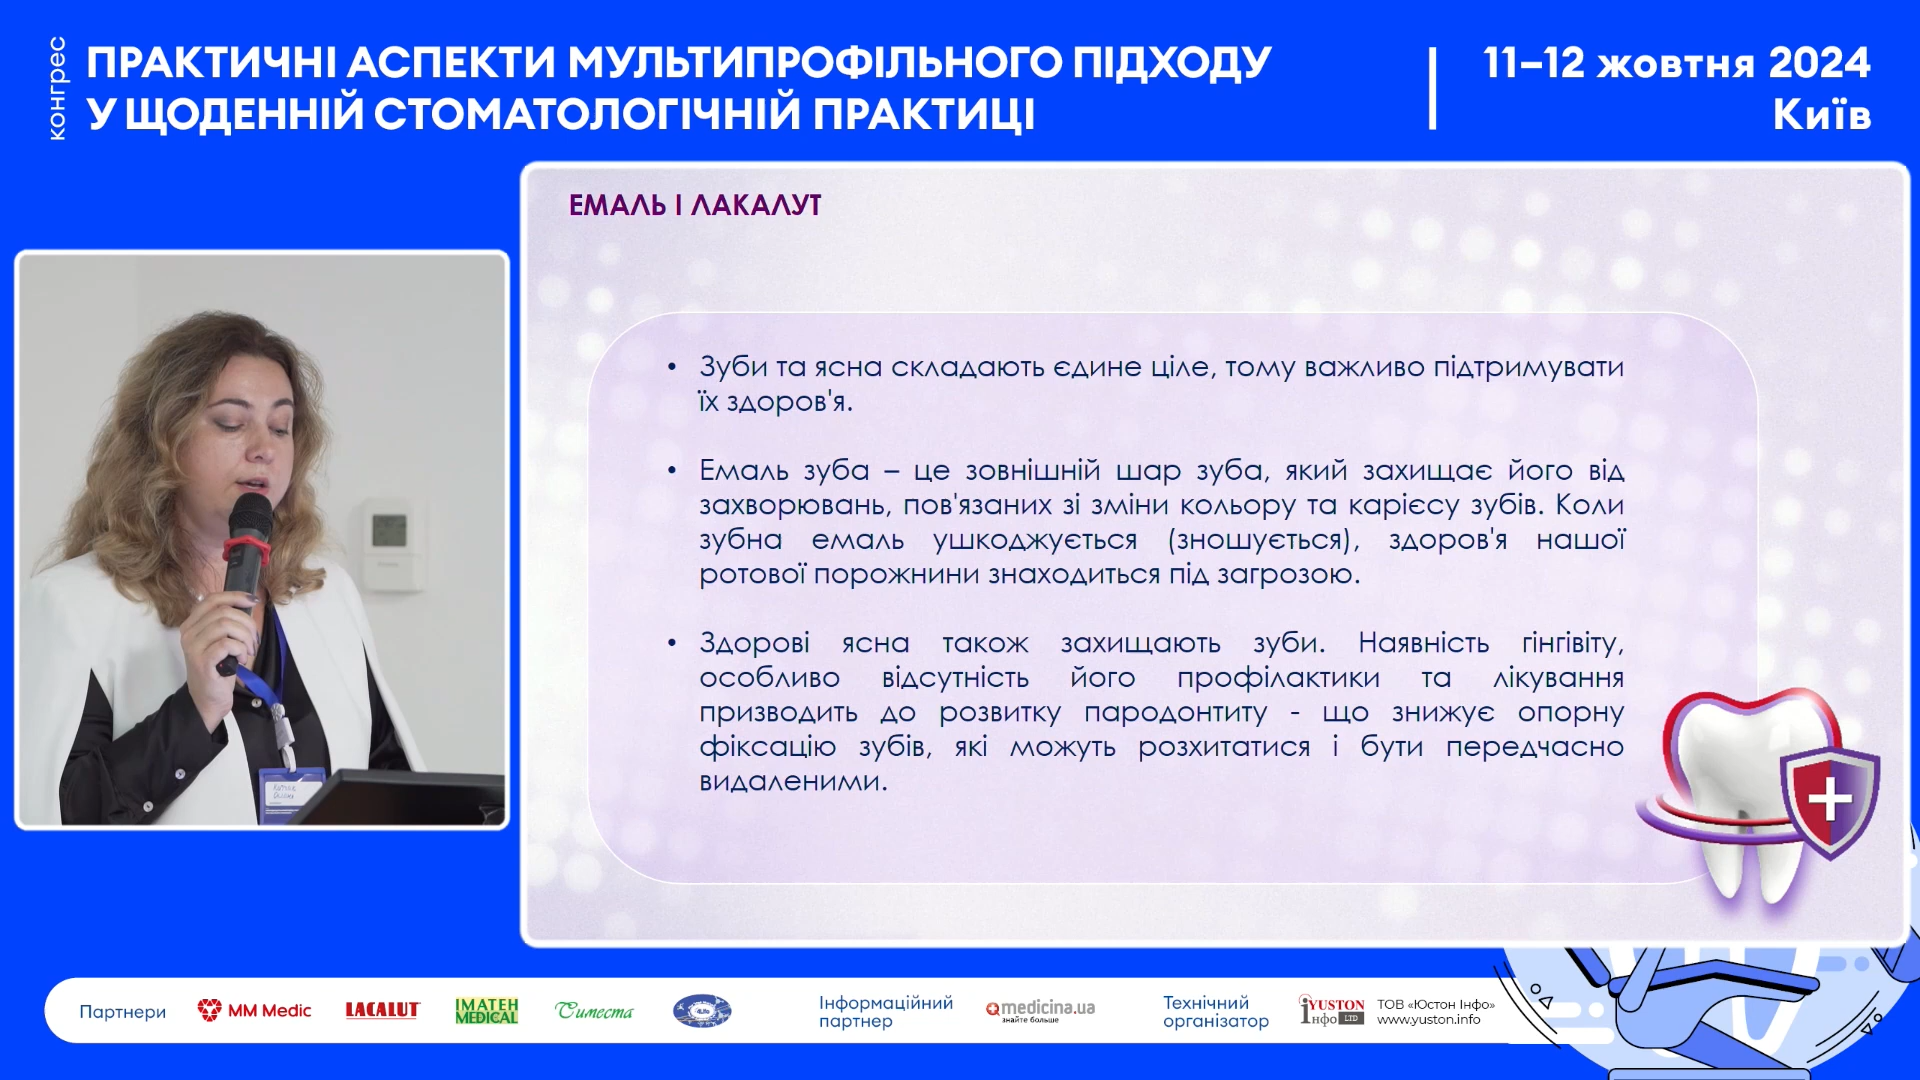 конгрес
ПРАКТИЧНІ АСПЕКТИ МУЛЬТИПРОФІЛЬНОГО ПІДХОДУ
У ЩОДЕННІЙ СТОМАТОЛОГІЧНІЙ ПРАКТИЦІ
11–12 жовтня 2024
Київ
ЕМАЛЬ І ЛАКАЛУТ
• Зуби та ясна складають єдине ціле, тому важливо підтримувати
їх здоров'я.
• Емаль зуба – це зовнішній шар зуба, який захищає його від
захворювань, пов'язаних зі зміни кольору та карієсу зубів. Коли
зубна емаль ушкоджується (зношується), здоров'я нашої
ротової порожнини знаходиться під загрозою.
• Здорові ясна також захищають зуби. Наявність гінгівіту,
особливо відсутність його профілактики та лікування
призводить до розвитку пародонтиту - що знижує опорну
фіксацію зубів, які можуть розхитатися і бути передчасно
видаленими.
Партнери
MM Medic
LACALUT
IMATEH
MEDICAL
Симеста
Інформаційний
партнер
medicina.ua
знайте больше
Технічний
організатор
iYUSTON
Інфо LTD
ТОВ «Юстон Інфо»
www.yuston.info